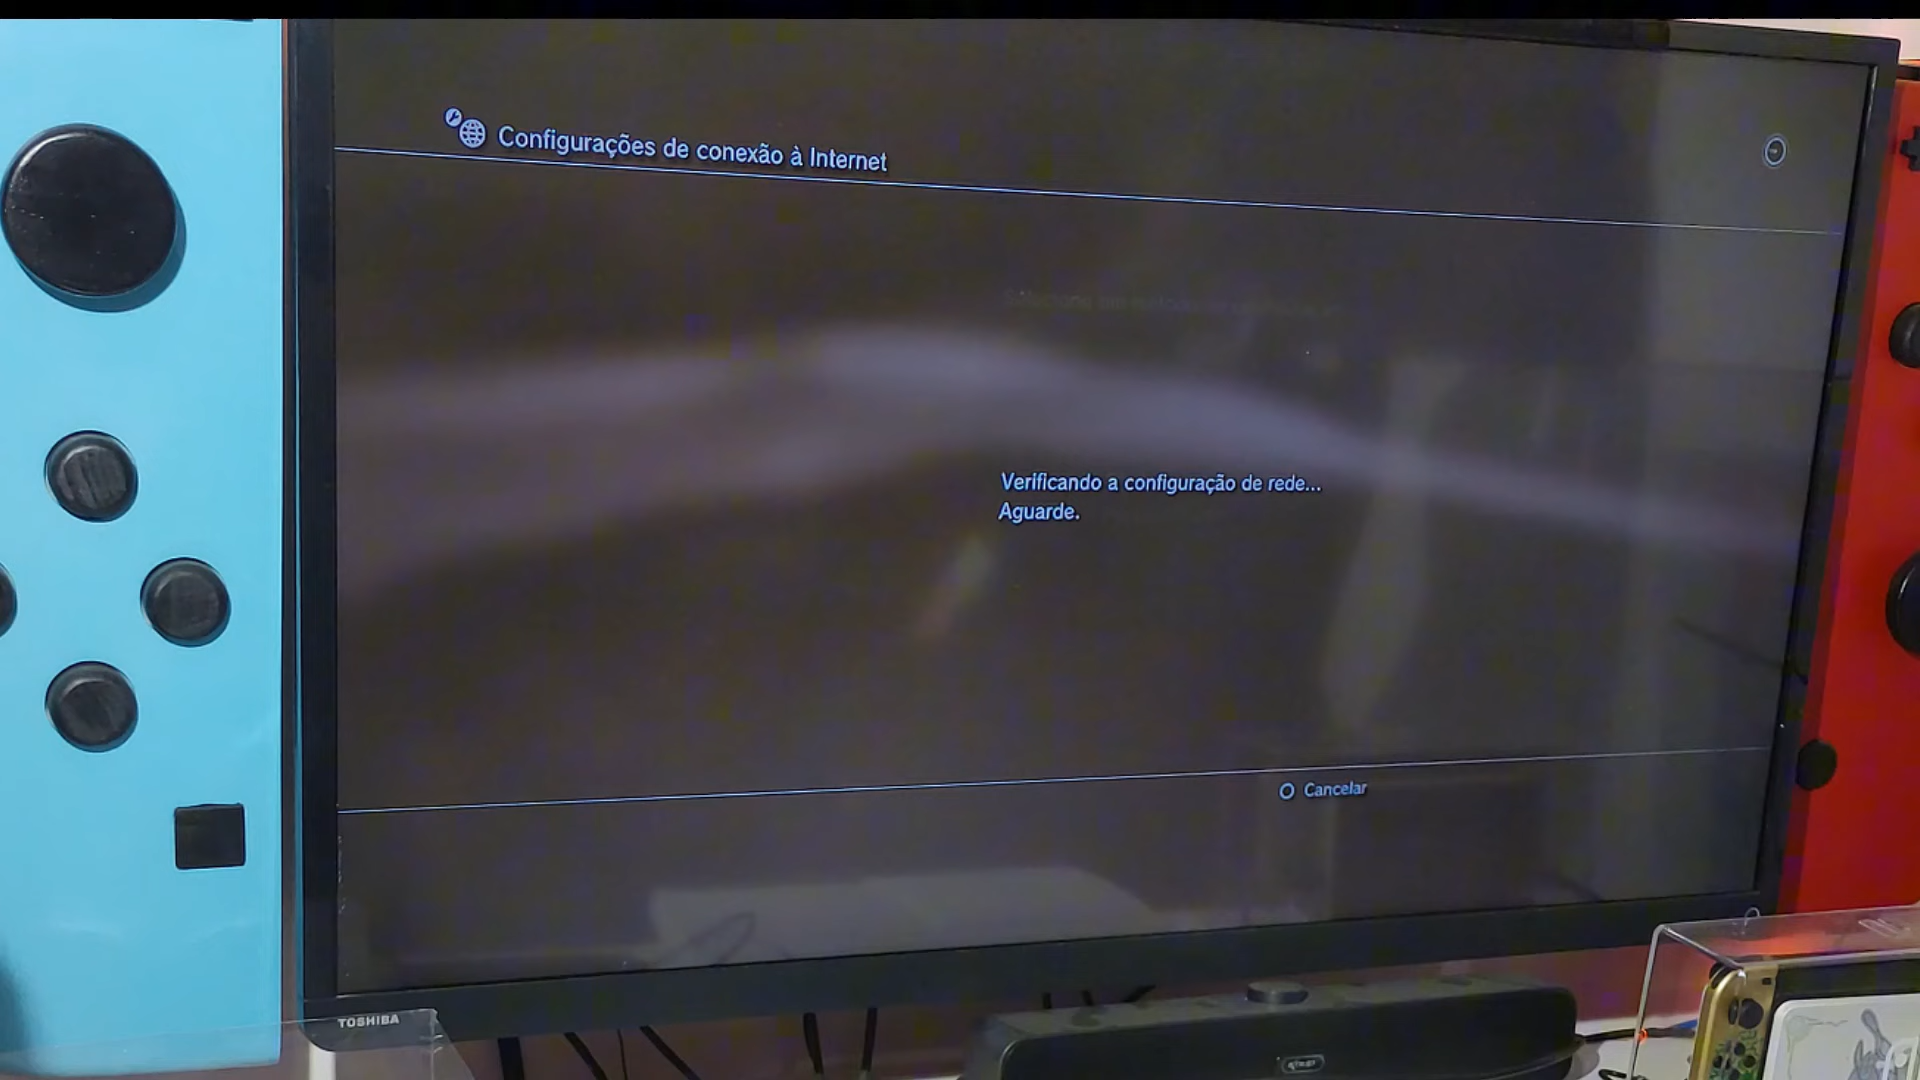 Configurações de conexão à Internet
Verificando a configuração de rede...
Aguarde.
Cancelar
TOSHIBA